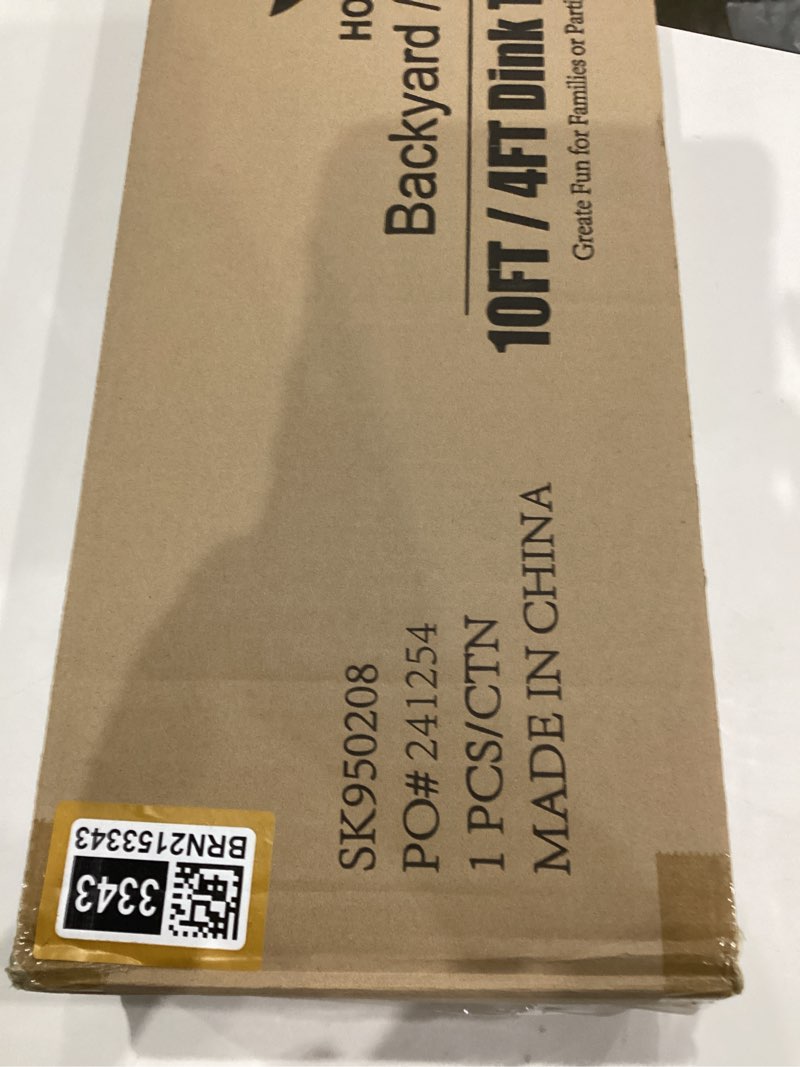 HO
Backyard /
10FT / 4FT Dink
Greate Fun for Families or Parti
SK950208
PO# 241254
1 PCS/CTN
MADE IN CHINA
BRN2153343
3343